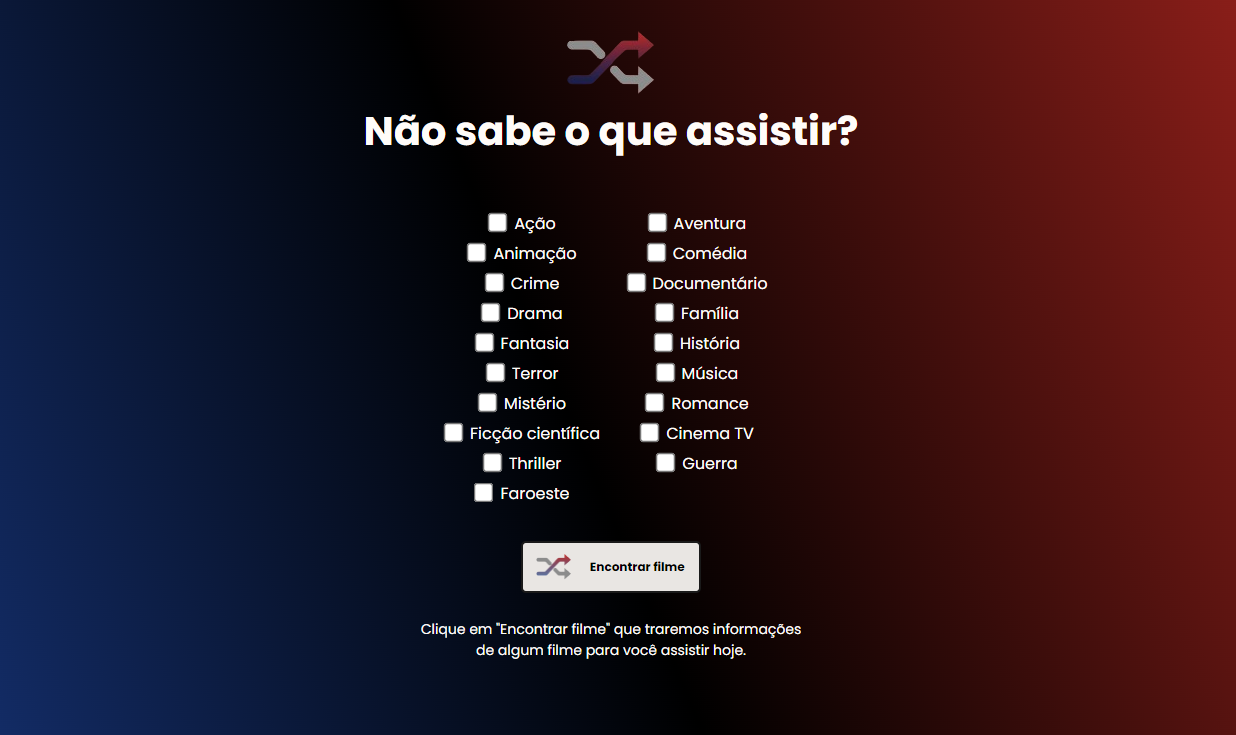 Não sabe o que assistir?
Ação
Aventura
Animação
Comédia
Crime
Documentário
Drama
Família
Fantasia
História
Terror
Música
Mistério
Romance
Ficção científica
Cinema TV
Thriller
Guerra
Faroeste
Encontrar filme
Clique em "Encontrar filme" que traremos informações
de algum filme para você assistir hoje.